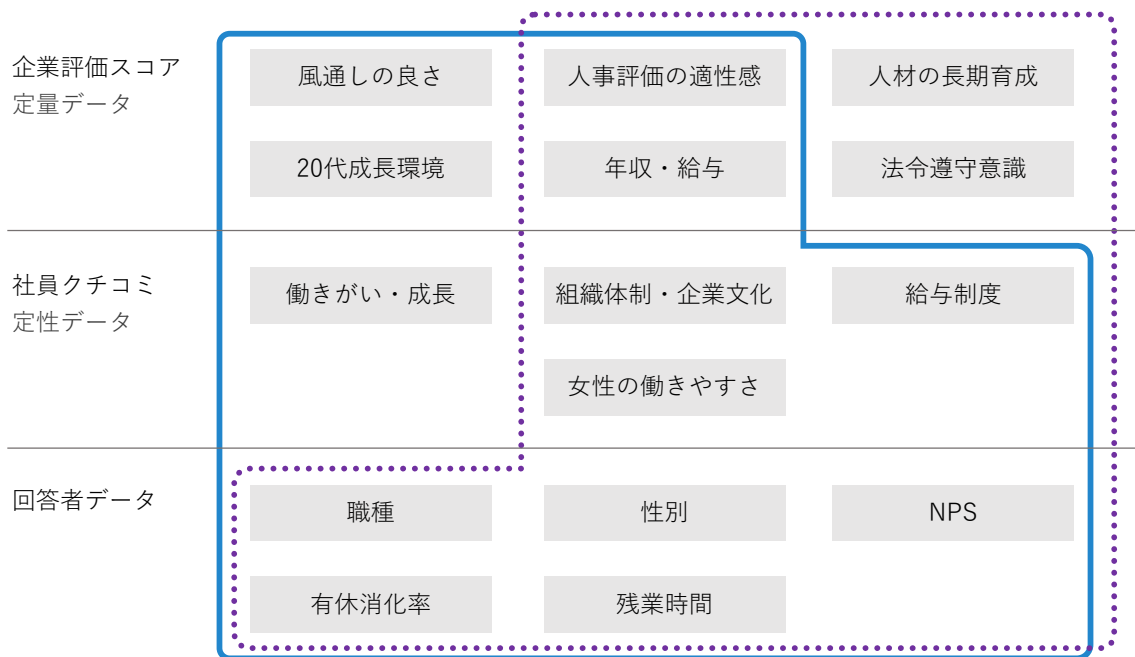 企業評価スコア
定量データ
風通しの良さ
人事評価の適性感
人材の長期育成
20代成長環境
年収・給与
法令遵守意識
社員クチコミ
定性データ
働きがい・成長
組織体制・企業文化
給与制度
女性の働きやすさ
回答者データ
職種
性別
NPS
有休消化率
残業時間